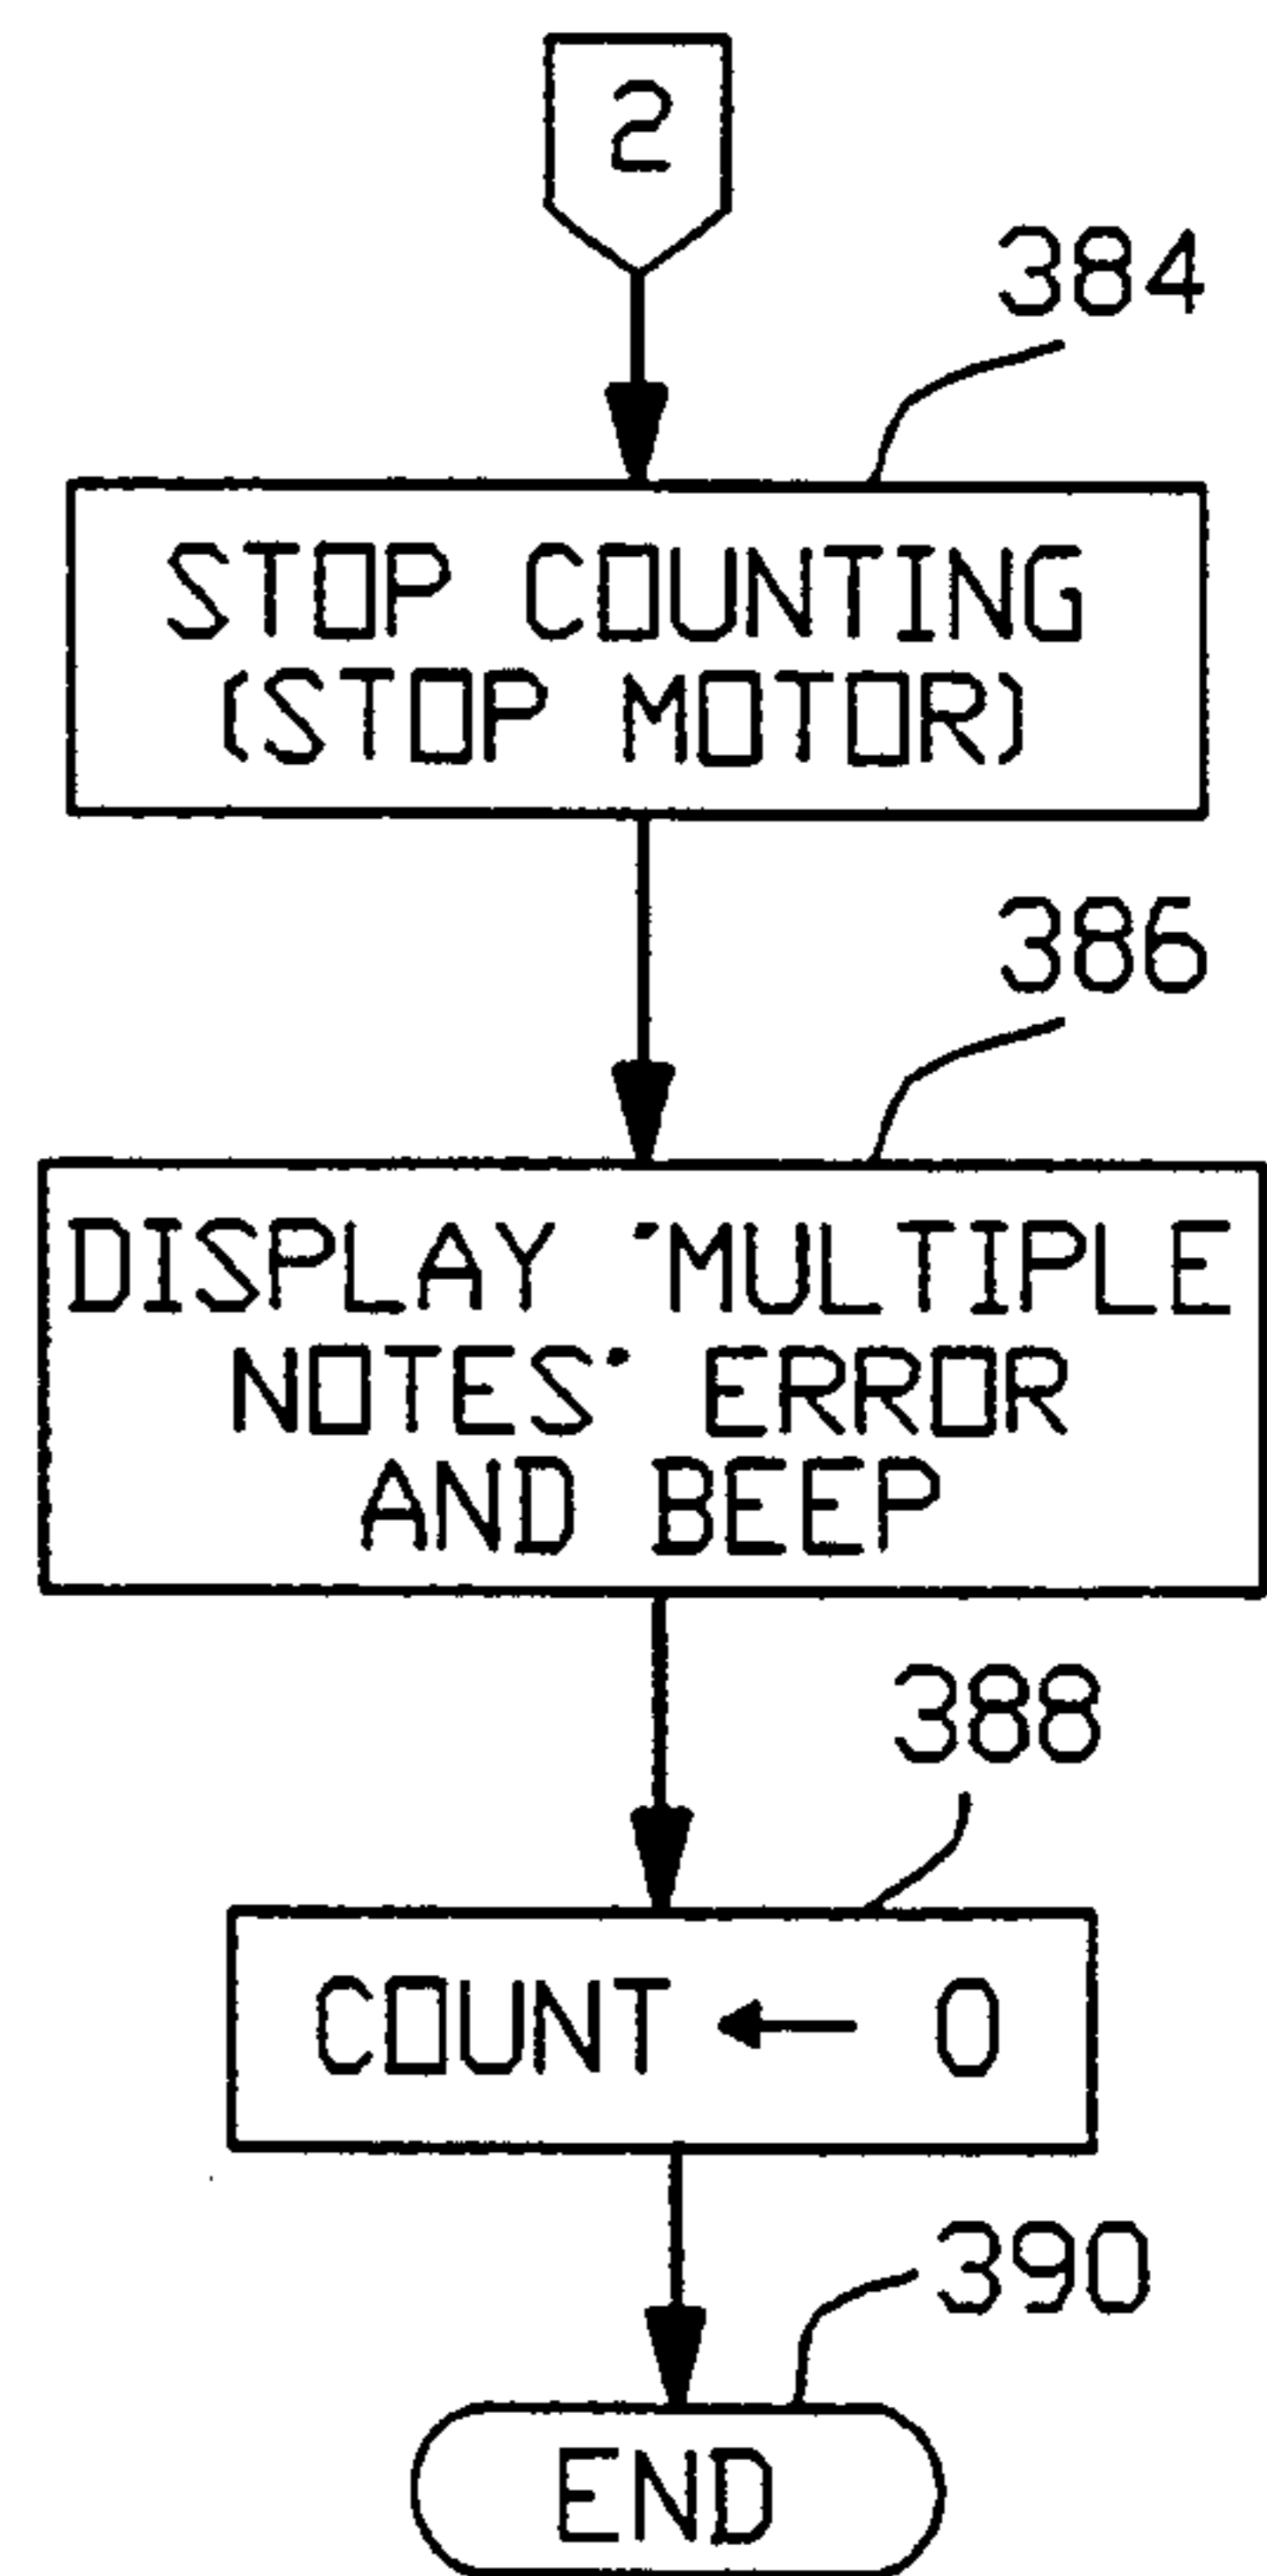 2
384
STOP COUNTING
(STOP MOTOR)
386
DISPLAY "MULTIPLE
NOTES" ERROR
AND BEEP
388
COUNT ← 0
390
END